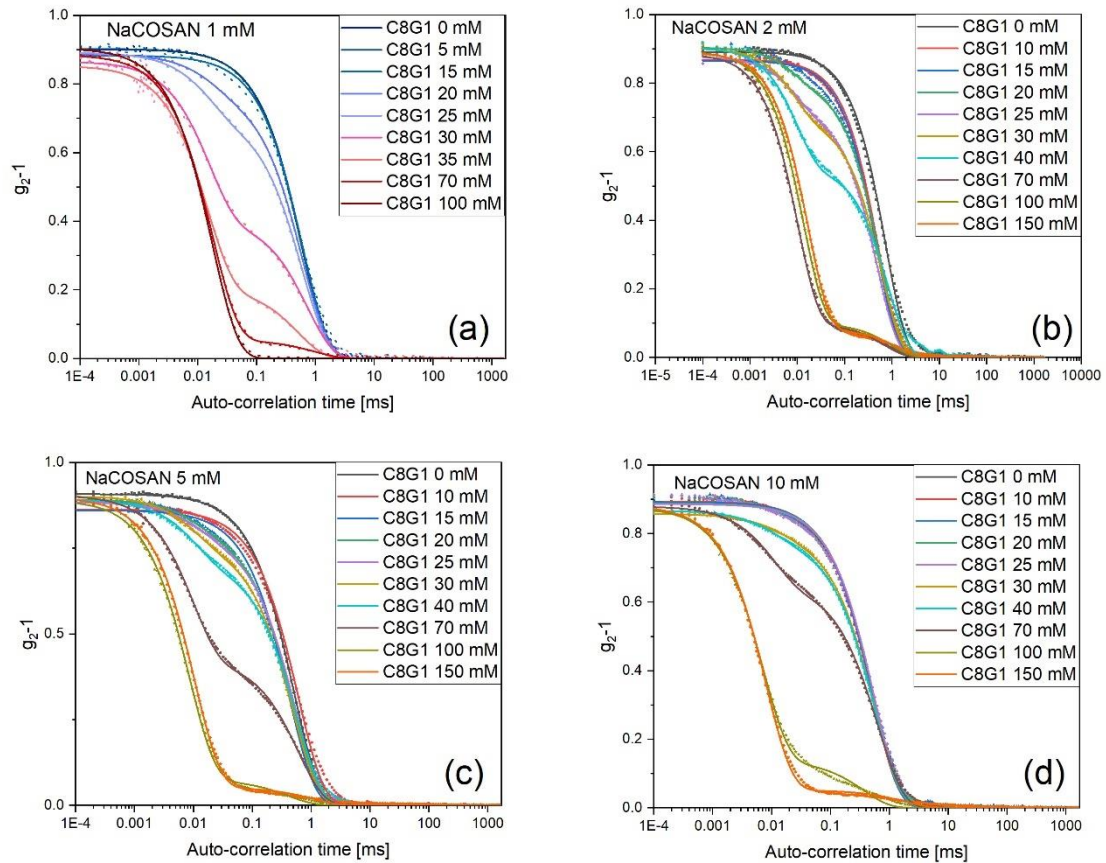 NaCOSAN 1 mM
C8G1 0 mM
C8G1 5 mM
C8G1 15 mM
C8G1 20 mM
C8G1 25 mM
C8G1 30 mM
C8G1 35 mM
C8G1 70 mM
C8G1 100 mM
(a)
g2-1
1.0
0.8
0.6
0.4
0.2
0.0
1E-4 0.001 0.01 0.1 1 10 100 1000
Auto-correlation time [ms]
NaCOSAN 2 mM
C8G1 0 mM
C8G1 10 mM
C8G1 15 mM
C8G1 20 mM
C8G1 25 mM
C8G1 30 mM
C8G1 40 mM
C8G1 70 mM
C8G1 100 mM
C8G1 150 mM
(b)
g2-1
1.0
0.8
0.6
0.4
0.2
0.0
1E-5 1E-4 0.001 0.01 0.1 1 10 100 1000 10000
Auto-correlation time [ms]
NaCOSAN 5 mM
C8G1 0 mM
C8G1 10 mM
C8G1 15 mM
C8G1 20 mM
C8G1 25 mM
C8G1 30 mM
C8G1 40 mM
C8G1 70 mM
C8G1 100 mM
C8G1 150 mM
(c)
g2-1
1.0
0.5
0.0
1E-4 0.001 0.01 0.1 1 10 100 1000
Auto-correlation time [ms]
NaCOSAN 10 mM
C8G1 0 mM
C8G1 10 mM
C8G1 15 mM
C8G1 20 mM
C8G1 25 mM
C8G1 30 mM
C8G1 40 mM
C8G1 70 mM
C8G1 100 mM
C8G1 150 mM
(d)
g2-1
1.0
0.8
0.6
0.4
0.2
0.0
1E-4 0.001 0.01 0.1 1 10 100 1000
Auto-correlation time [ms]